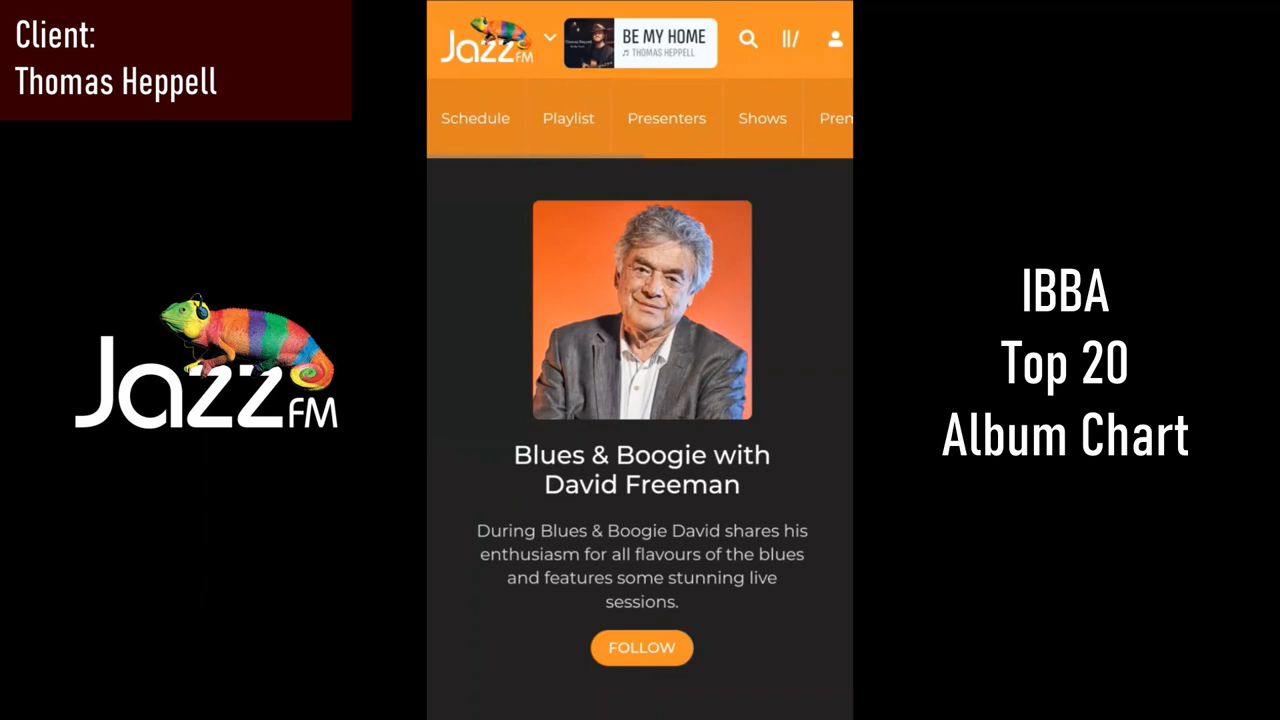 Client:
Thomas Heppell
Jazz FM
BE MY HOME
♬ THOMAS HEPPELL
Schedule Playlist Presenters Shows Prem
Jazz FM
Blues & Boogie with
David Freeman
During Blues & Boogie David shares his
enthusiasm for all flavours of the blues
and features some stunning live
sessions.
FOLLOW
IBBA
Top 20
Album Chart